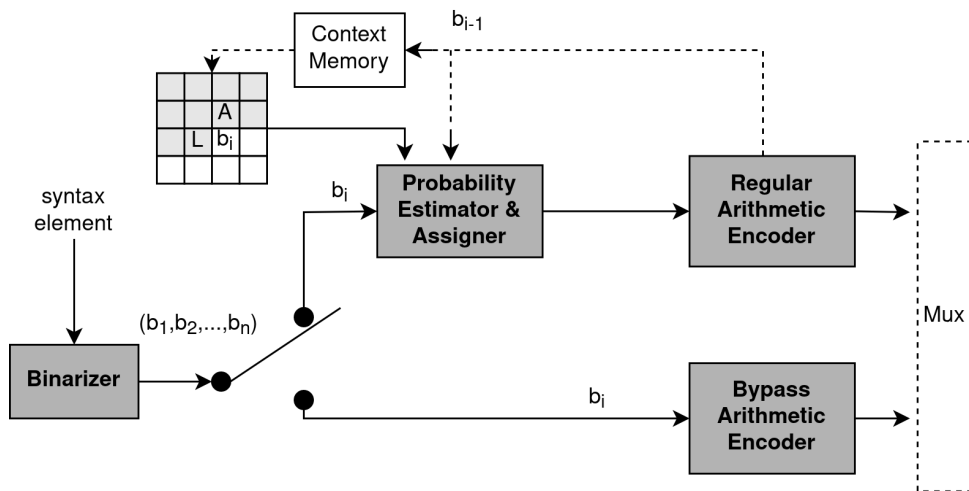 b_{i-1}
Context
Memory
A
L b_i
Probability
Estimator &
Assigner
Regular
Arithmetic
Encoder
b_i
syntax
element
Mux
(b_1,b_2,...,b_n)
Binarizer
b_i
Bypass
Arithmetic
Encoder